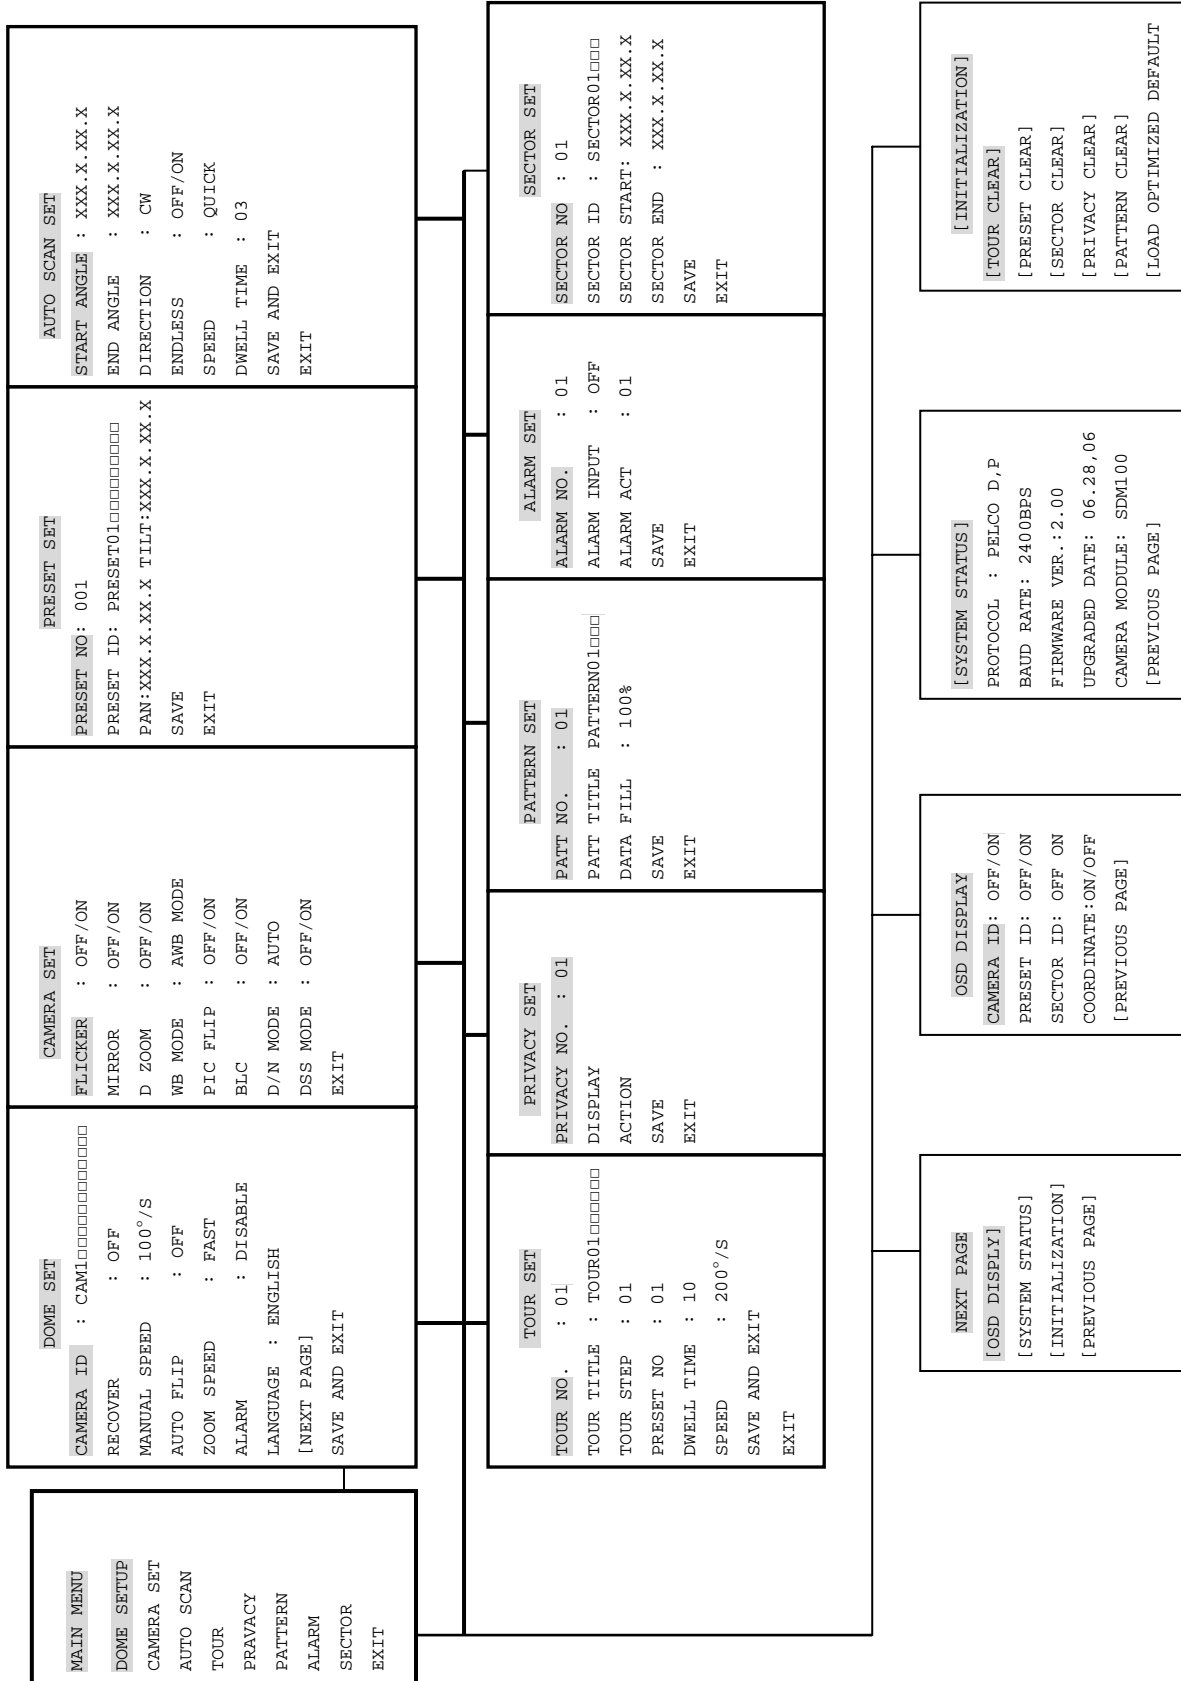 MAIN MENU
DOME SETUP
CAMERA SET
AUTO SCAN
TOUR
PRAVACY
PATTERN
ALARM
SECTOR
EXIT
DOME SET
CAMERA ID : CAM1□□□□□□□□□□□□
RECOVER : OFF
MANUAL SPEED : 100°/S
AUTO FLIP : OFF
ZOOM SPEED : FAST
ALARM : DISABLE
LANGUAGE : ENGLISH
[NEXT PAGE]
SAVE AND EXIT
CAMERA SET
FLICKER : OFF/ON
MIRROR : OFF/ON
D ZOOM : OFF/ON
WB MODE : AWB MODE
PIC FLIP : OFF/ON
BLC : OFF/ON
D/N MODE : AUTO
DSS MODE : OFF/ON
EXIT
PRESET SET
PRESET NO: 001
PRESET ID: PRESET01□□□□□□□□□□
PAN:XXX.X.XX.X TILT:XXX.X.XX.X
SAVE
EXIT
AUTO SCAN SET
START ANGLE : XXX.X.XX.X
END ANGLE : XXX.X.XX.X
DIRECTION : CW
ENDLESS : OFF/ON
SPEED : QUICK
DWELL TIME : 03
SAVE AND EXIT
EXIT
TOUR SET
TOUR NO. : 01
TOUR TITLE : TOUR01□□□□□□
TOUR STEP : 01
PRESET NO : 01
DWELL TIME : 10
SPEED : 200°/S
SAVE AND EXIT
EXIT
PRIVACY SET
PRIVACY NO. : 01
DISPLAY
ACTION
SAVE
EXIT
PATTERN SET
PATT NO. : 01
PATT TITLE PATTERN01□□□
DATA FILL : 100%
SAVE
EXIT
ALARM SET
ALARM NO. : 01
ALARM INPUT : OFF
ALARM ACT : 01
SAVE
EXIT
SECTOR SET
SECTOR NO : 01
SECTOR ID : SECTOR01□□□
SECTOR START: XXX.X.XX.X
SECTOR END : XXX.X.XX.X
SAVE
EXIT
NEXT PAGE
[OSD DISPLY]
[SYSTEM STATUS]
[INITIALIZATION]
[PREVIOUS PAGE]
OSD DISPLAY
CAMERA ID: OFF/ON
PRESET ID: OFF/ON
SECTOR ID: OFF ON
COORDINATE:ON/OFF
[PREVIOUS PAGE]
[SYSTEM STATUS]
PROTOCOL : PELCO D,P
BAUD RATE: 2400BPS
FIRMWARE VER.:2.00
UPGRADED DATE: 06.28,06
CAMERA MODULE: SDM100
[PREVIOUS PAGE]
[INITIALIZATION]
[TOUR CLEAR]
[PRESET CLEAR]
[SECTOR CLEAR]
[PRIVACY CLEAR]
[PATTERN CLEAR]
[LOAD OPTIMIZED DEFAULT